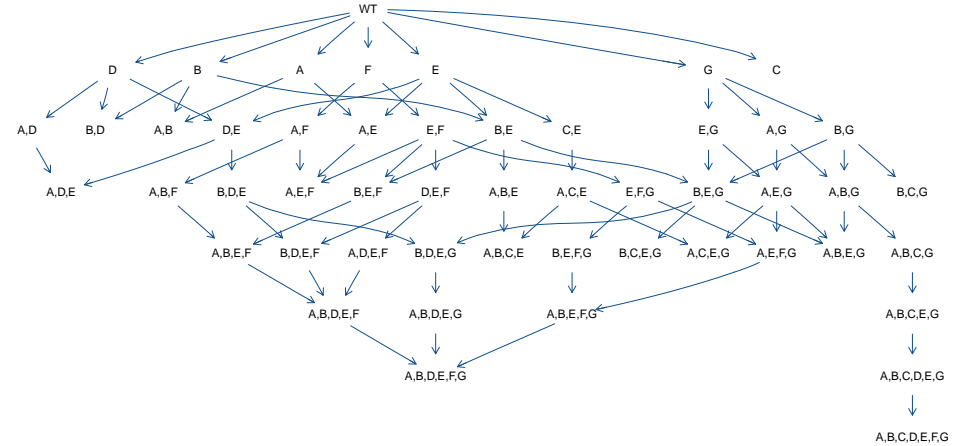 WT
D B A F E G C
A,D B,D A,B D,E A,F A,E E,F B,E C,E E,G A,G B,G
A,D,E A,B,F B,D,E A,E,F B,E,F D,E,F A,B,E A,C,E E,F,G B,E,G A,E,G A,B,G B,C,G
A,B,E,F B,D,E,F A,D,E,F B,D,E,G A,B,C,E B,E,F,G B,C,E,G A,C,E,G A,E,F,G A,B,E,G A,B,C,G
A,B,D,E,F A,B,D,E,G A,B,E,F,G A,B,C,E,G
A,B,D,E,F,G A,B,C,D,E,G
A,B,C,D,E,F,G